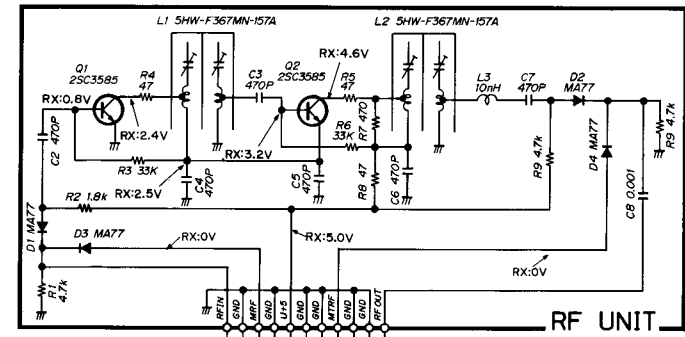 L1 5HW-F367MN-157A
L2 5HW-F367MN-157A
Q1
2SC3585
R4
47
C3
470P
Q2
2SC3585
RX:4.6V
R5
47
L3
10nH
C7
470P
D2
MA77
RX:0.8V
RX:2.4V
R7 470
R6
33K
R9 4.7k
D4 MA77
R9 4.7k
C2 470P
RX:3.2V
R3 33K
RX:2.5V
C4
470P
C5
470P
R8 47
C6
470P
C8 0.001
R2 1.8k
D1 MA77
D3 MA77
RX:0V
RX:5.0V
RX:0V
R1
4.7k
RFIN
GND
MRF
GND
U+5
GND
GND
MTRF
GND
GND
RFOUT
RF UNIT